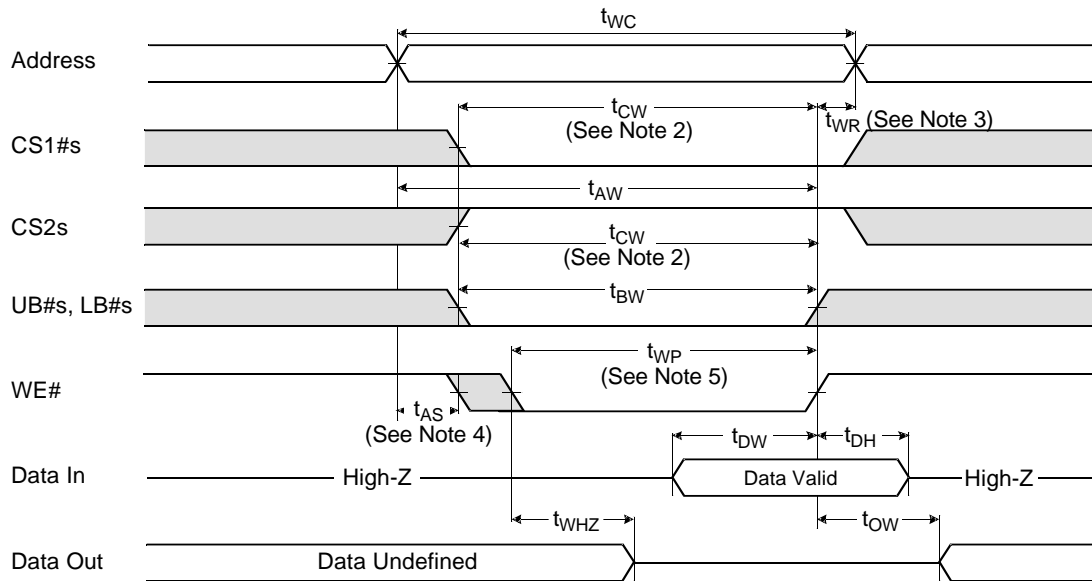 tWC
Address
tCW
(See Note 2)
tWR (See Note 3)
CS1#s
tAW
CS2s
tCW
(See Note 2)
UB#s, LB#s
tBW
tWP
(See Note 5)
WE#
tAS
(See Note 4)
tDW
tDH
Data In
High-Z
Data Valid
High-Z
tWHZ
tOW
Data Out
Data Undefined